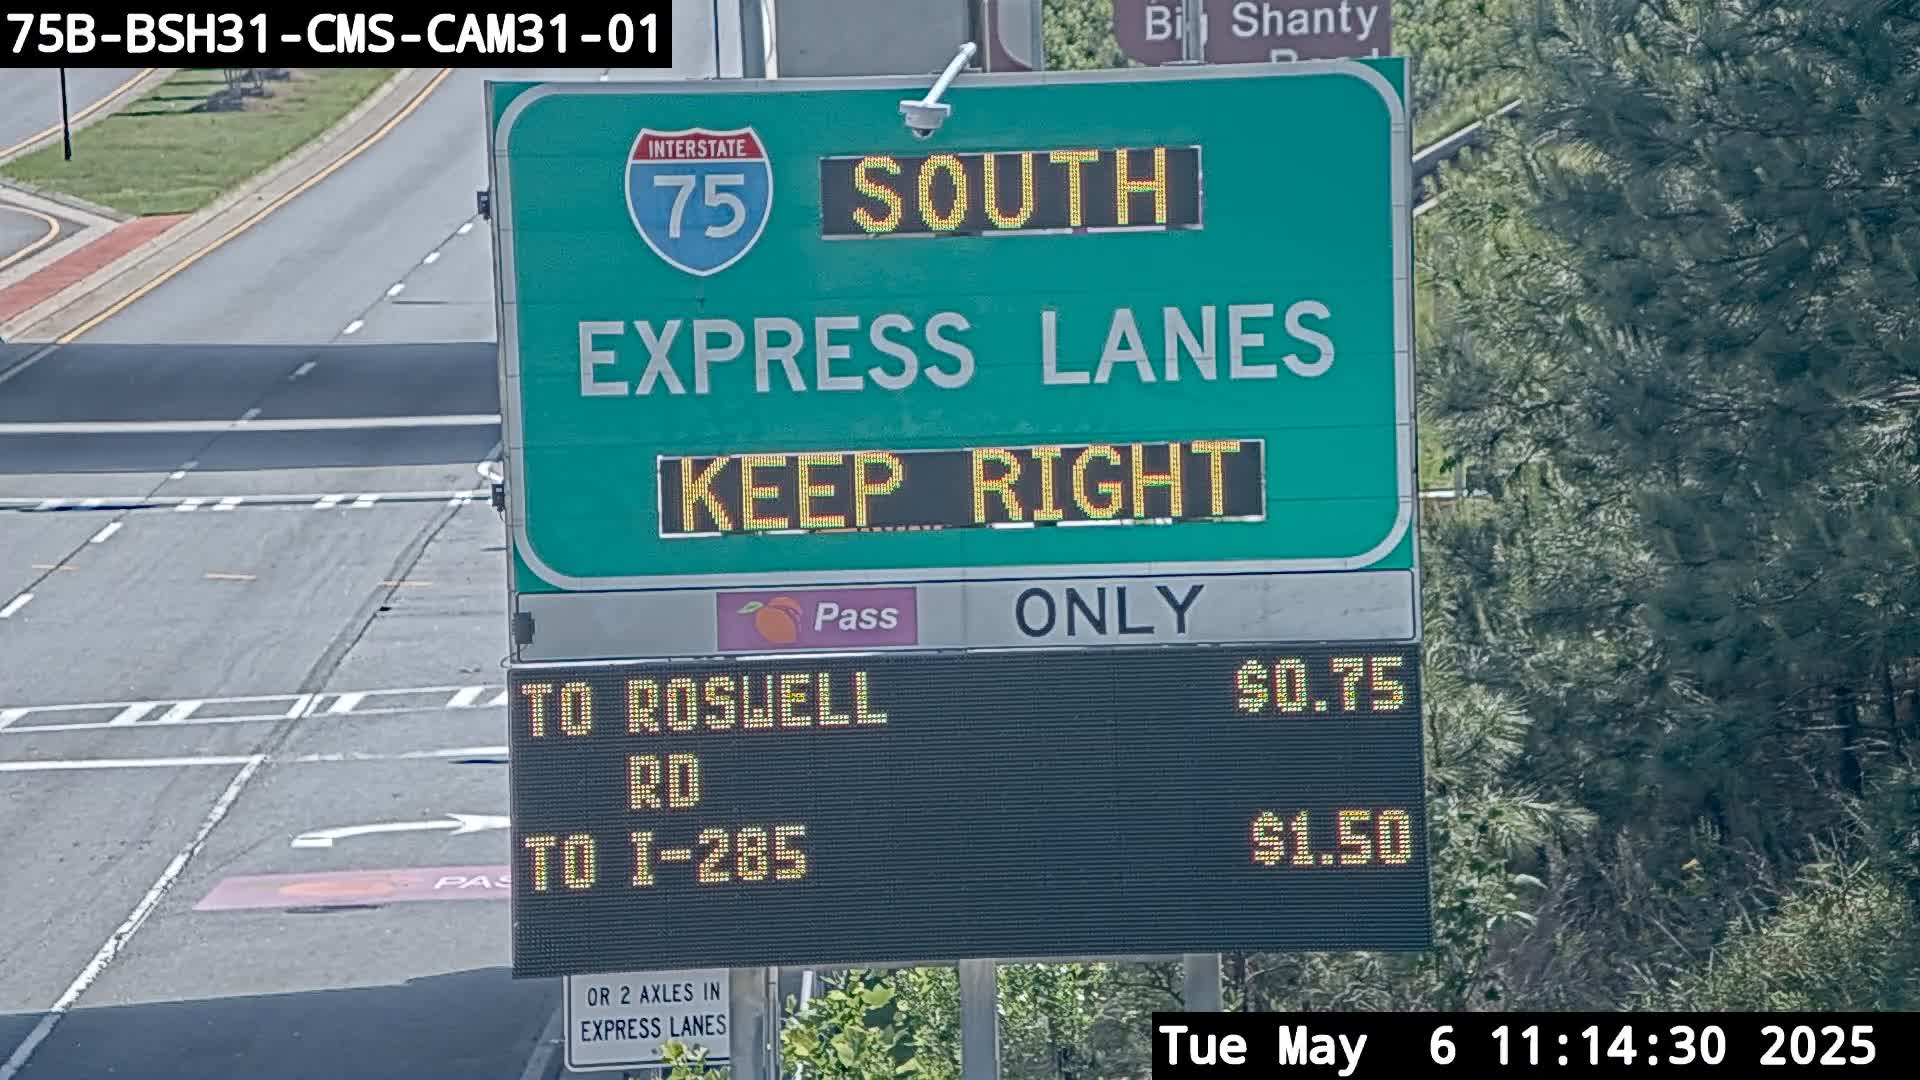 75B-BSH31-CMS-CAM31-01
Big Shanty
INTERSTATE
75
SOUTH
EXPRESS LANES
KEEP RIGHT
Pass
ONLY
TO ROSWELL $0.75
RD
TO I-285 $1.50
PAS
OR 2 AXLES IN
EXPRESS LANES
Tue May 6 11:14:30 2025